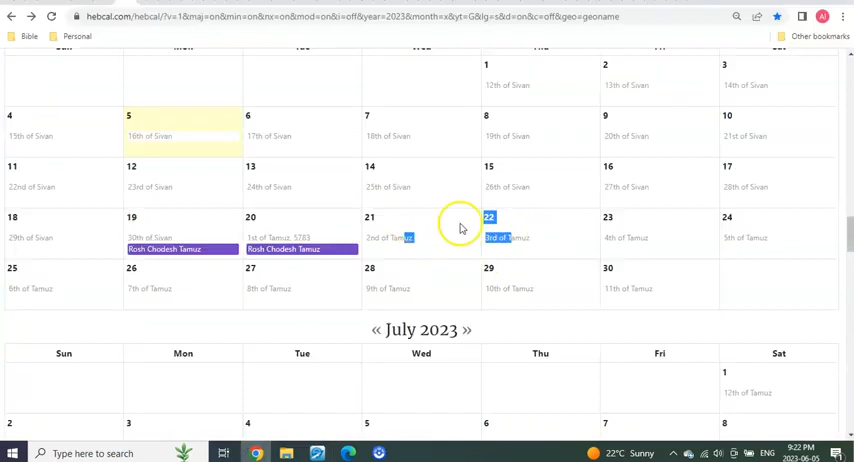 hebcal.com/hebcal/?v=1&maj=on&min=on&nx=on&mod=on&i=off&year=2023&month=x&yt=G&lg=s&d=on&c=off&geo=geoname
AI
Bible Personal Other bookmarks
Sun Mon Tue Wed Thu Fri Sat
1 2 3
12th of Sivan 13th of Sivan 14th of Sivan
4 5 6 7 8 9 10
15th of Sivan 16th of Sivan 17th of Sivan 18th of Sivan 19th of Sivan 20th of Sivan 21st of Sivan
11 12 13 14 15 16 17
22nd of Sivan 23rd of Sivan 24th of Sivan 25th of Sivan 26th of Sivan 27th of Sivan 28th of Sivan
18 19 20 21 22 23 24
29th of Sivan 30th of Sivan 1st of Tamuz, 5783 2nd of Tamuz 3rd of Tamuz 4th of Tamuz 5th of Tamuz
Rosh Chodesh Tamuz Rosh Chodesh Tamuz
25 26 27 28 29 30
6th of Tamuz 7th of Tamuz 8th of Tamuz 9th of Tamuz 10th of Tamuz 11th of Tamuz
« July 2023 »
Sun Mon Tue Wed Thu Fri Sat
1
12th of Tamuz
2 3 4 5 6 7 8
Type here to search 22°C Sunny ENG 9:22 PM
2023-06-05